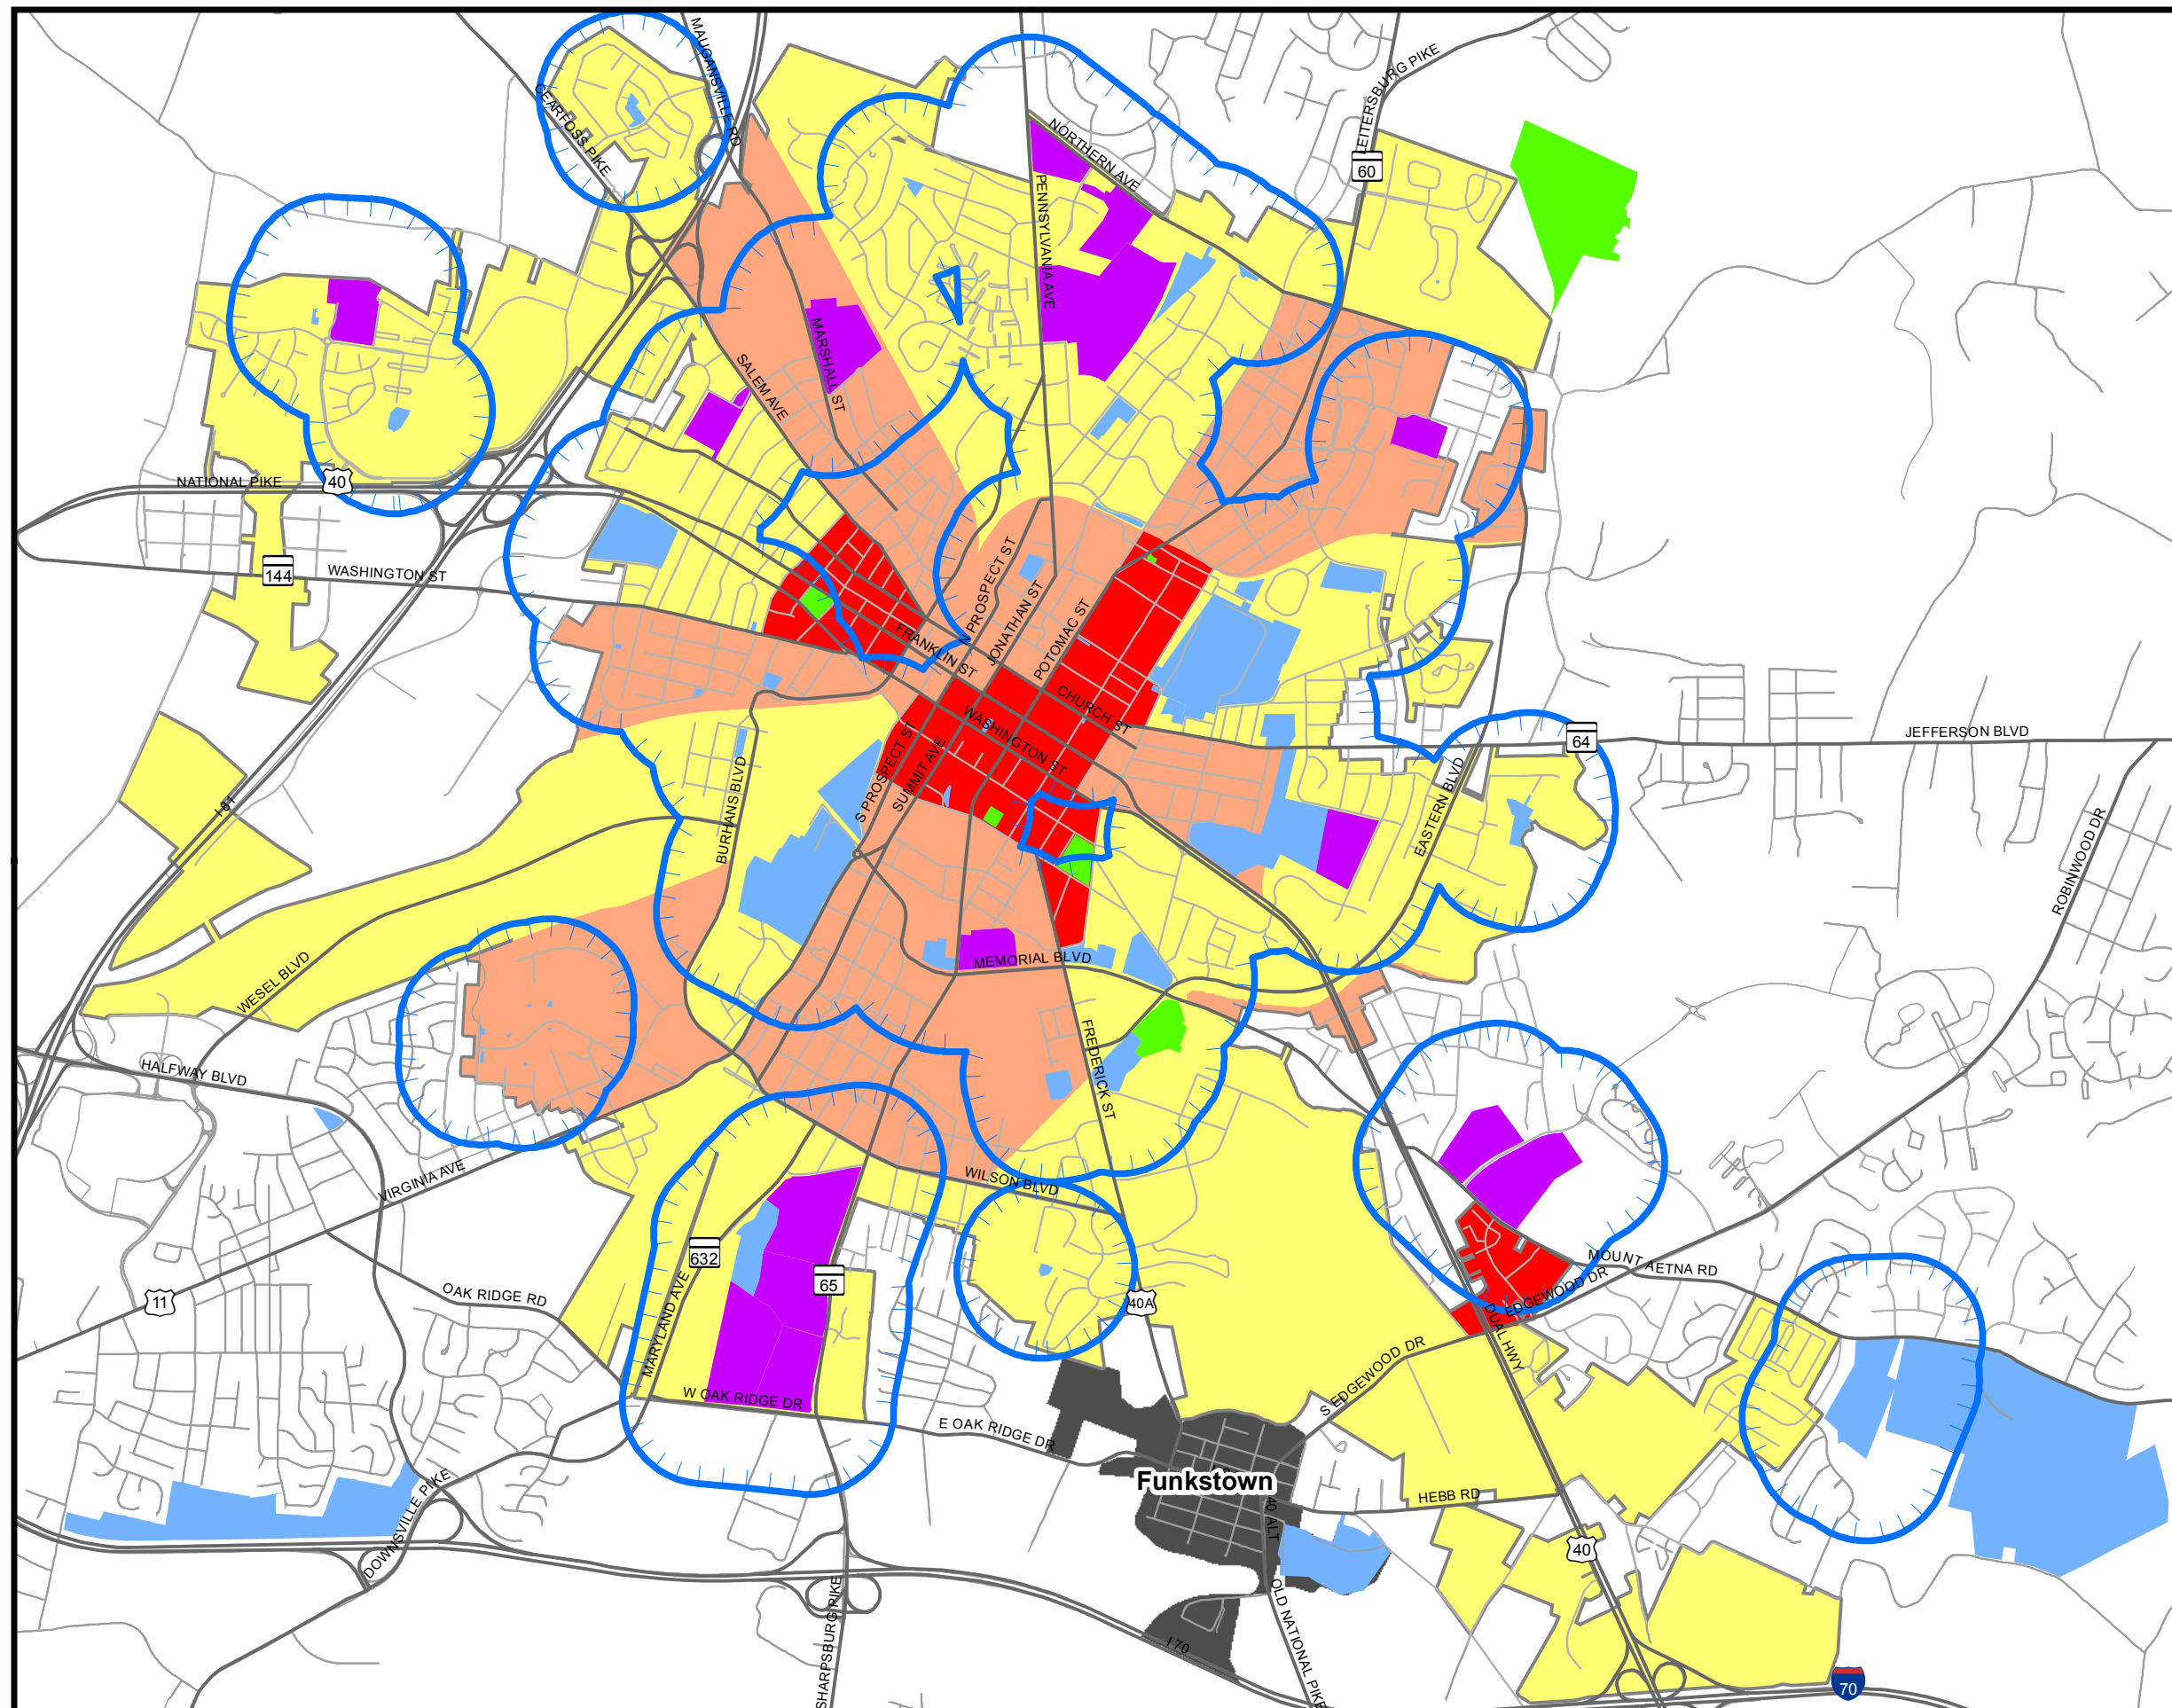 MAUGANSVILLE RD
CEARFOSS PIKE
LEITERSBURG PIKE
NORTHERN AVE
60
PENNSYLVANIA AVE
MARSHALL ST
SALEM AVE
NATIONAL PIKE
40
144
WASHINGTON ST
N PROSPECT ST
JONATHAN ST
POTOMAC ST
FRANKLIN ST
CHURCH ST
WASHINGTON ST
S PROSPECT ST
SUMMIT AVE
BURHANS BLVD
64
JEFFERSON BLVD
EASTERN BLVD
ROBINWOOD DR
I 81
WESEL BLVD
MEMORIAL BLVD
FREDERICK ST
HALFWAY BLVD
VIRGINIA AVE
WILSON BLVD
632
65
40A
11
OAK RIDGE RD
MARYLAND AVE
W OAK RIDGE DR
E OAK RIDGE DR
MOUNT AETNA RD
EDGEWOOD DR
DUAL HWY
S EDGEWOOD DR
Funkstown
40 ALT
HEBB RD
40
DOWNSVILLE PIKE
SHARPSBURG PIKE
OLD NATIONAL PIKE
I 70
70